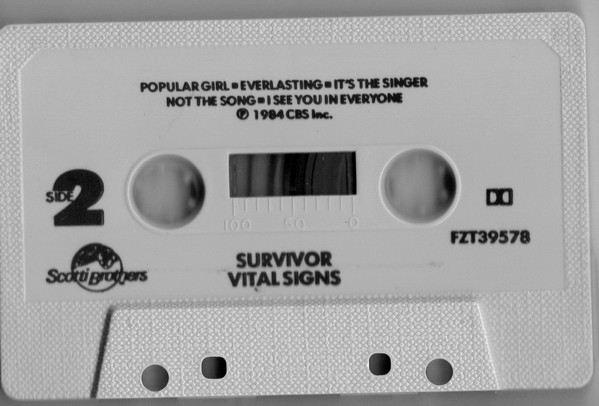 POPULAR GIRL ▪ EVERLASTING ▪ IT'S THE SINGER
NOT THE SONG ▪ I SEE YOU IN EVERYONE
℗ 1984 CBS Inc.
SIDE 2
100 50 0
FZT39578
Scotti Brothers
SURVIVOR
VITAL SIGNS